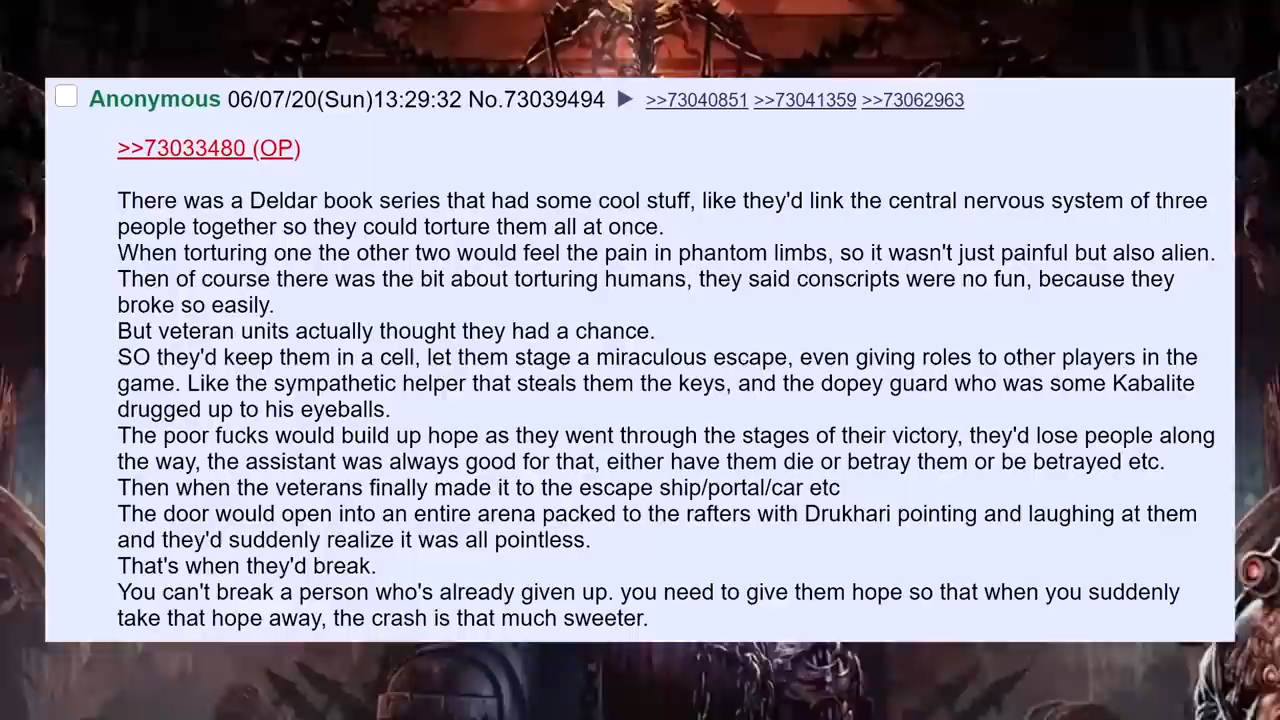 Anonymous 06/07/20(Sun)13:29:32 No.73039494 ▶ >>73040851 >>73041359 >>73062963
>>73033480 (OP)
There was a Deldar book series that had some cool stuff, like they'd link the central nervous system of three
people together so they could torture them all at once.
When torturing one the other two would feel the pain in phantom limbs, so it wasn't just painful but also alien.
Then of course there was the bit about torturing humans, they said conscripts were no fun, because they
broke so easily.
But veteran units actually thought they had a chance.
SO they'd keep them in a cell, let them stage a miraculous escape, even giving roles to other players in the
game. Like the sympathetic helper that steals them the keys, and the dopey guard who was some Kabalite
drugged up to his eyeballs.
The poor fucks would build up hope as they went through the stages of their victory, they'd lose people along
the way, the assistant was always good for that, either have them die or betray them or be betrayed etc.
Then when the veterans finally made it to the escape ship/portal/car etc
The door would open into an entire arena packed to the rafters with Drukhari pointing and laughing at them
and they'd suddenly realize it was all pointless.
That's when they'd break.
You can't break a person who's already given up. you need to give them hope so that when you suddenly
take that hope away, the crash is that much sweeter.